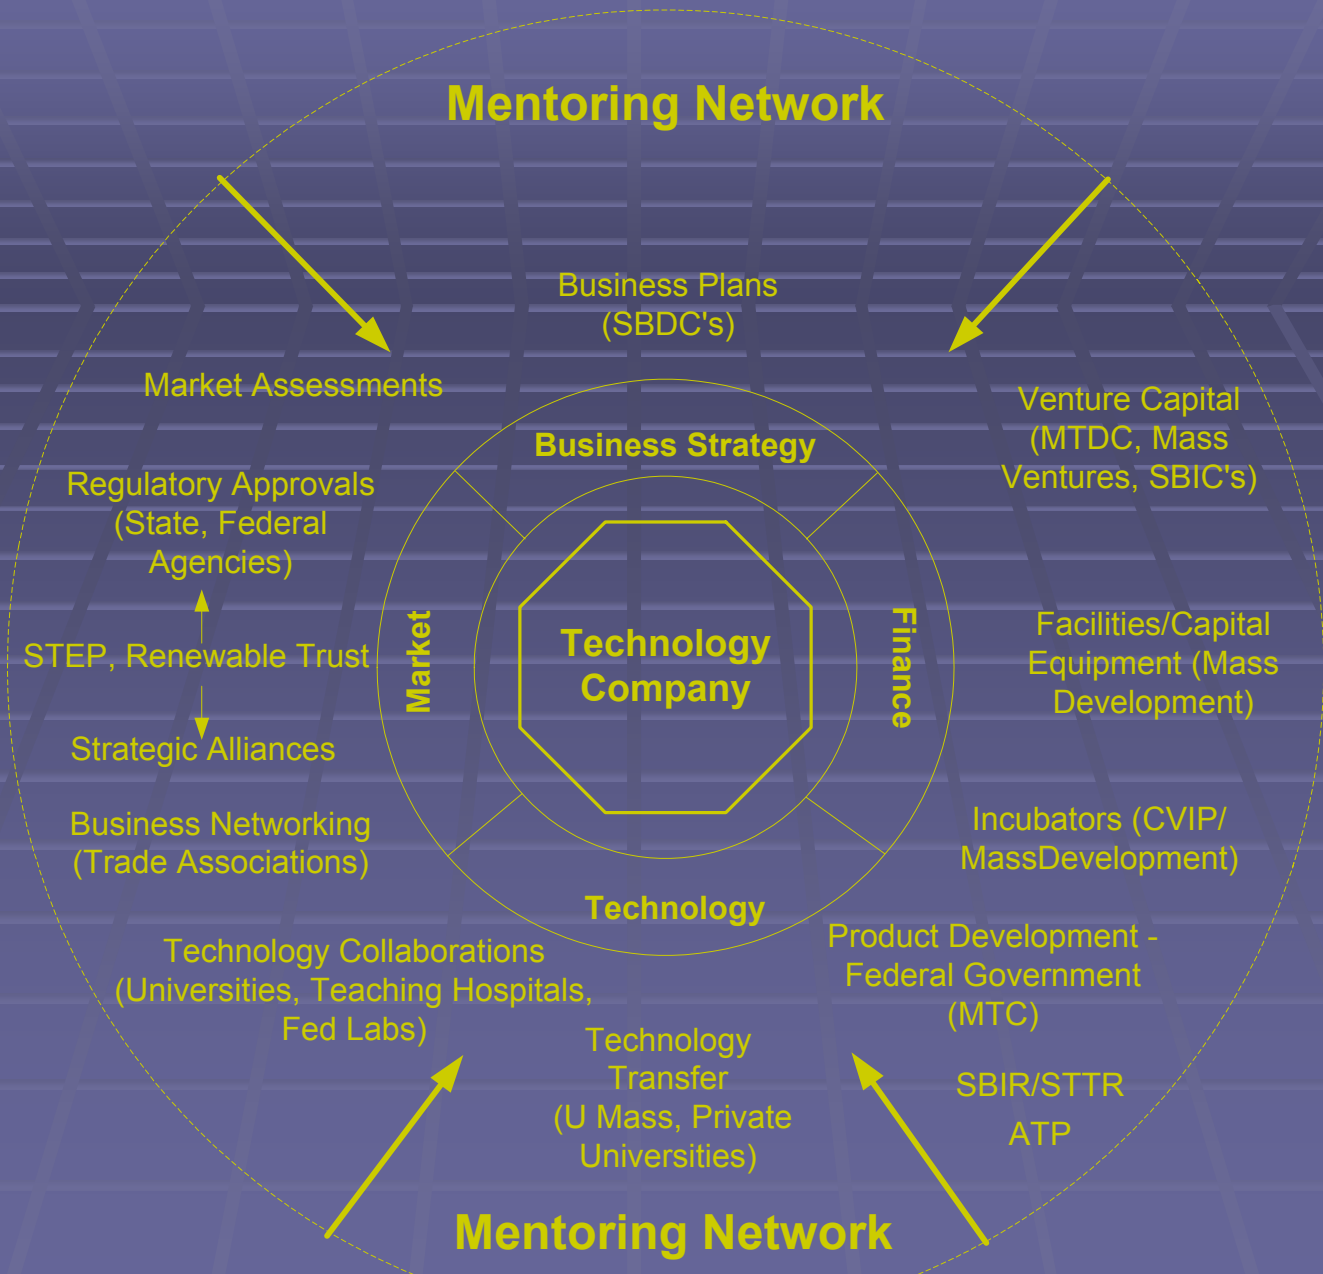 Mentoring Network
Business Plans
(SBDC's)
Market Assessments
Venture Capital
(MTDC, Mass
Ventures, SBIC's)
Business Strategy
Regulatory Approvals
(State, Federal
Agencies)
Market
Technology
Company
Finance
STEP, Renewable Trust
Facilities/Capital
Equipment (Mass
Development)
Strategic Alliances
Business Networking
(Trade Associations)
Incubators (CVIP/
MassDevelopment)
Technology
Technology Collaborations
(Universities, Teaching Hospitals,
Fed Labs)
Product Development -
Federal Government
(MTC)
Technology
Transfer
(U Mass, Private
Universities)
SBIR/STTR
ATP
Mentoring Network